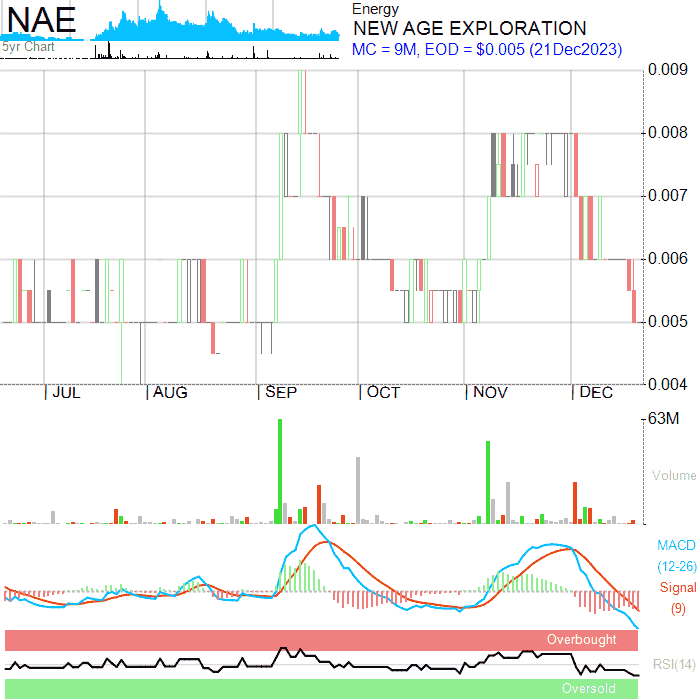 NAE
5yr Chart
Energy
NEW AGE EXPLORATION
MC = 9M, EOD = $0.005 (21Dec2023)
0.009
0.008
0.007
0.006
0.005
0.004
JUL
AUG
SEP
OCT
NOV
DEC
63M
Volume
MACD
(12-26)
Signal
(9)
Overbought
RSI(14)
Oversold